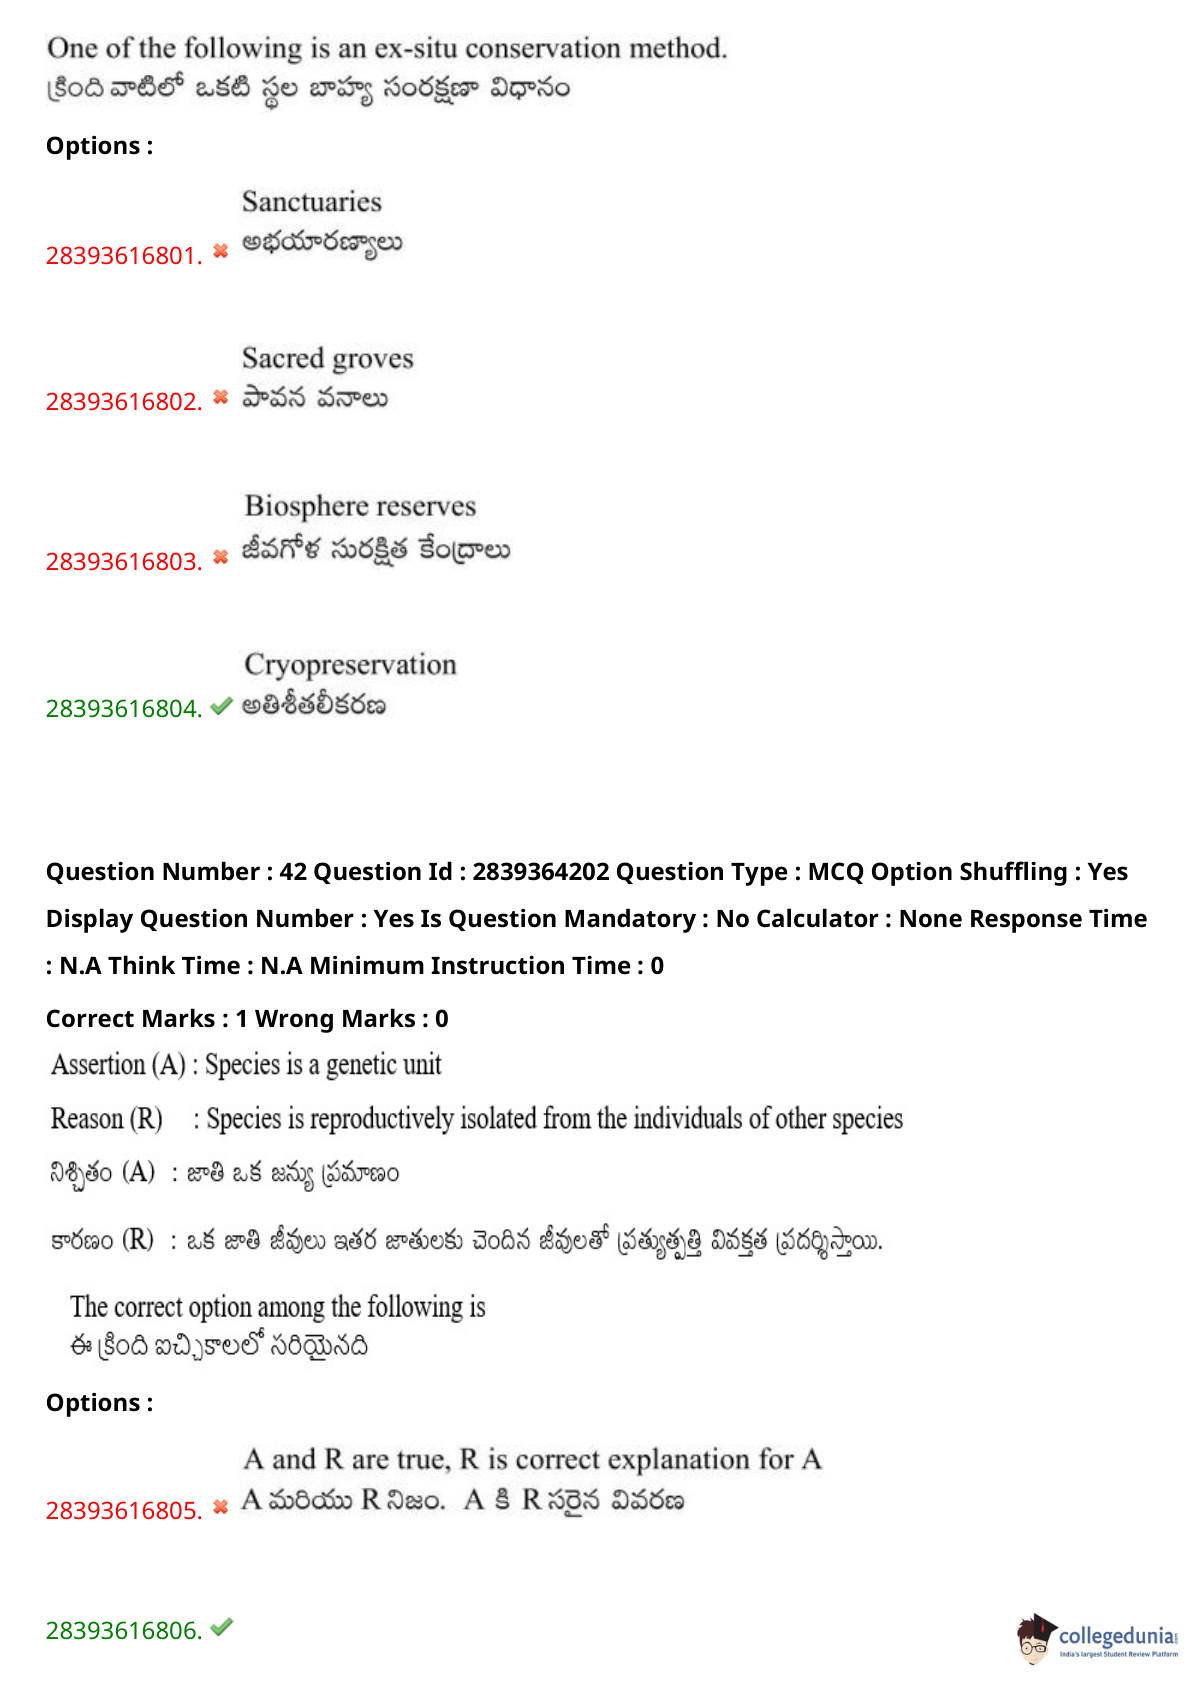 One of the following is an ex-situ conservation method.
క్రింది వాటిలో ఒకటి స్థల బాహ్య సంరక్షణా విధానం
Options :
Sanctuaries
28393616801. అభయారణ్యాలు
Sacred groves
28393616802. పావన వనాలు
Biosphere reserves
28393616803. జీవగోళ సురక్షిత కేంద్రాలు
Cryopreservation
28393616804. అతిశీతలీకరణ
Question Number : 42 Question Id : 2839364202 Question Type : MCQ Option Shuffling : Yes
Display Question Number : Yes Is Question Mandatory : No Calculator : None Response Time
: N.A Think Time : N.A Minimum Instruction Time : 0
Correct Marks : 1 Wrong Marks : 0
Assertion (A) : Species is a genetic unit
Reason (R) : Species is reproductively isolated from the individuals of other species
నిశ్చితం (A) : జాతి ఒక జన్యు ప్రమాణం
కారణం (R) : ఒక జాతి జీవులు ఇతర జాతులకు చెందిన జీవులతో ప్రత్యుత్పత్తి వివక్తత ప్రదర్శిస్తాయి.
The correct option among the following is
ఈ క్రింది ఐచ్ఛికాలలో సరియైనది
Options :
A and R are true, R is correct explanation for A
28393616805. A మరియు R నిజం. A కి R సరైన వివరణ
28393616806.
collegedunia
India's largest Student Review Platform